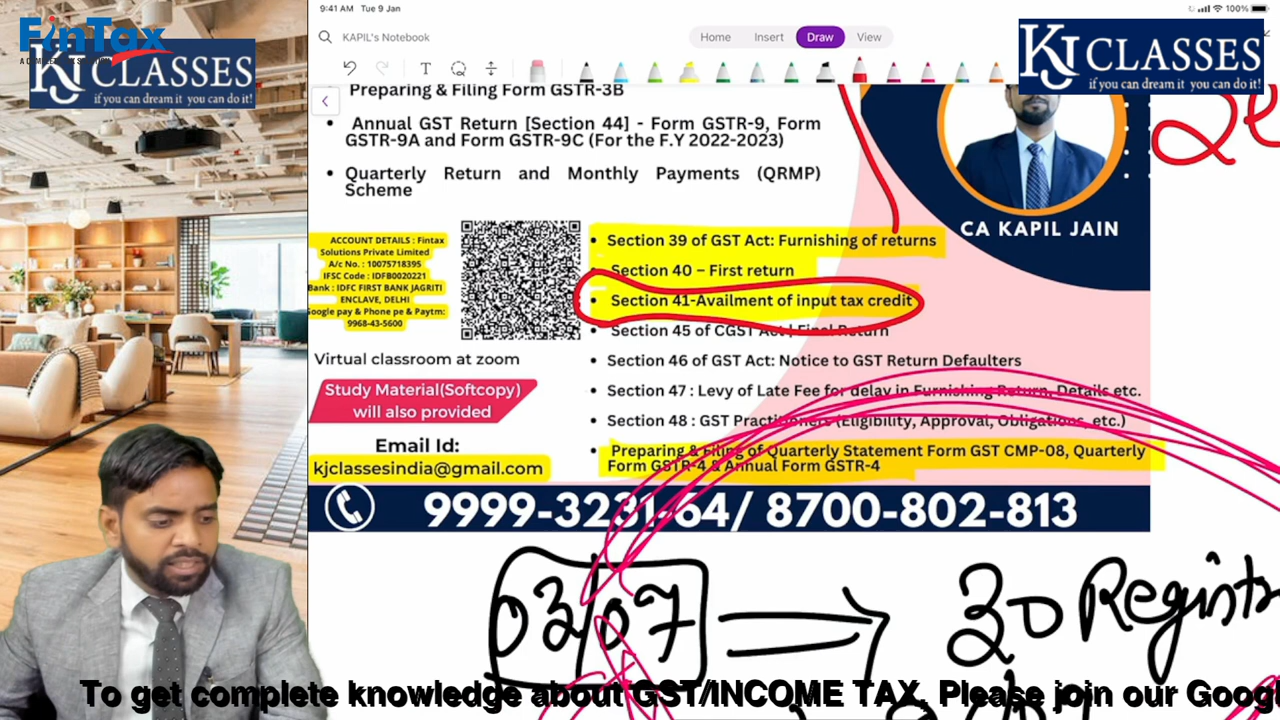 9:41 AM Tue 9 Jan
100%
FinTax
KJ CLASSES
if you can dream it you can do it!
KAPIL's Notebook
Home Insert Draw View
KJ CLASSES
if you can dream it you can do it!
Preparing & Filing Form GSTR-3B
• Annual GST Return [Section 44] - Form GSTR-9, Form
GSTR-9A and Form GSTR-9C (For the F.Y 2022-2023)
• Quarterly Return and Monthly Payments (QRMP)
Scheme
CA KAPIL JAIN
ACCOUNT DETAILS : Fintax
Solutions Private Limited
A/c No. : 10075718395
IFSC Code : IDFB0020221
Bank : IDFC FIRST BANK JAGRITI
ENCLAVE, DELHI
Google pay & Phone pe & Paytm:
9968-43-5600
Virtual classroom at zoom
Study Material(Softcopy)
will also provided
Email Id:
kjclassesindia@gmail.com
• Section 39 of GST Act: Furnishing of returns
• Section 40 – First return
• Section 41-Availment of input tax credit
• Section 45 of CGST Act | Final Return
• Section 46 of GST Act: Notice to GST Return Defaulters
• Section 47 : Levy of Late Fee for delay in Furnishing Return, Details etc.
• Section 48 : GST Practitioners (Eligibility, Approval, Obligations, etc.)
• Preparing & Filing of Quarterly Statement Form GST CMP-08, Quarterly
Form GSTR-4 & Annual Form GSTR-4
9999-3231-64/ 8700-802-813
03/07 30 Registr
To get complete knowledge about GST/INCOME TAX, Please join our Googl